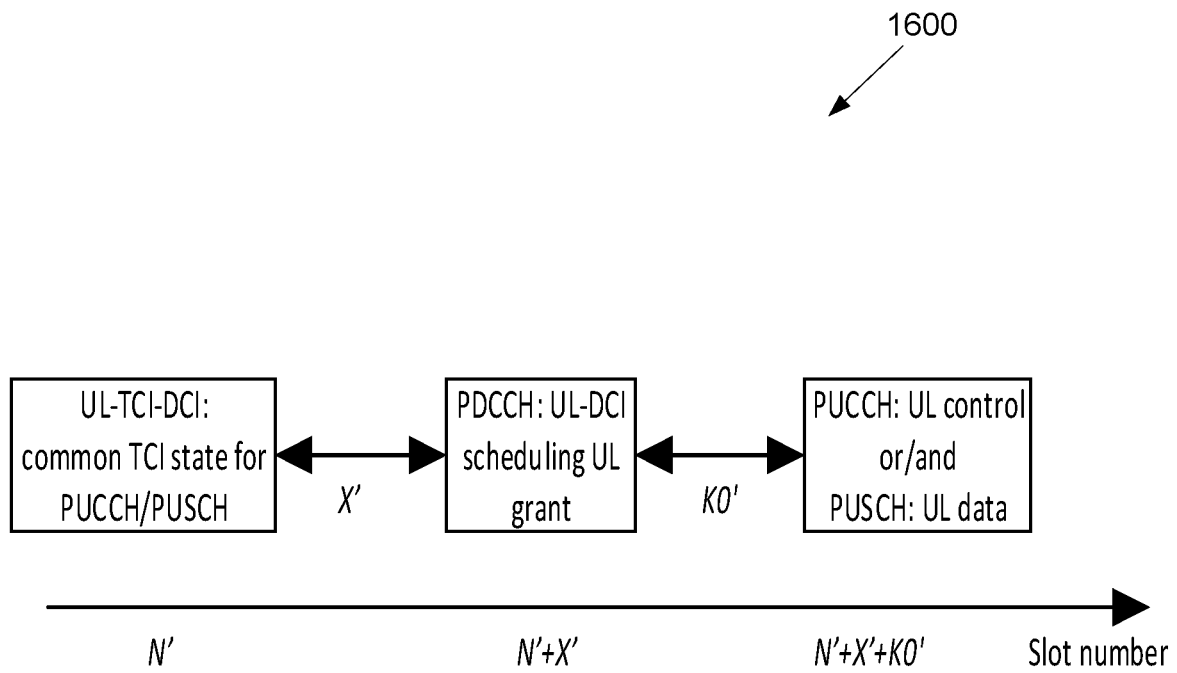 1600
UL-TCI-DCI:
common TCI state for
PUCCH/PUSCH
X’
PDCCH: UL-DCI
scheduling UL
grant
K0'
PUCCH: UL control
or/and
PUSCH: UL data
N’
N’+X’
N’+X’+K0'
Slot number